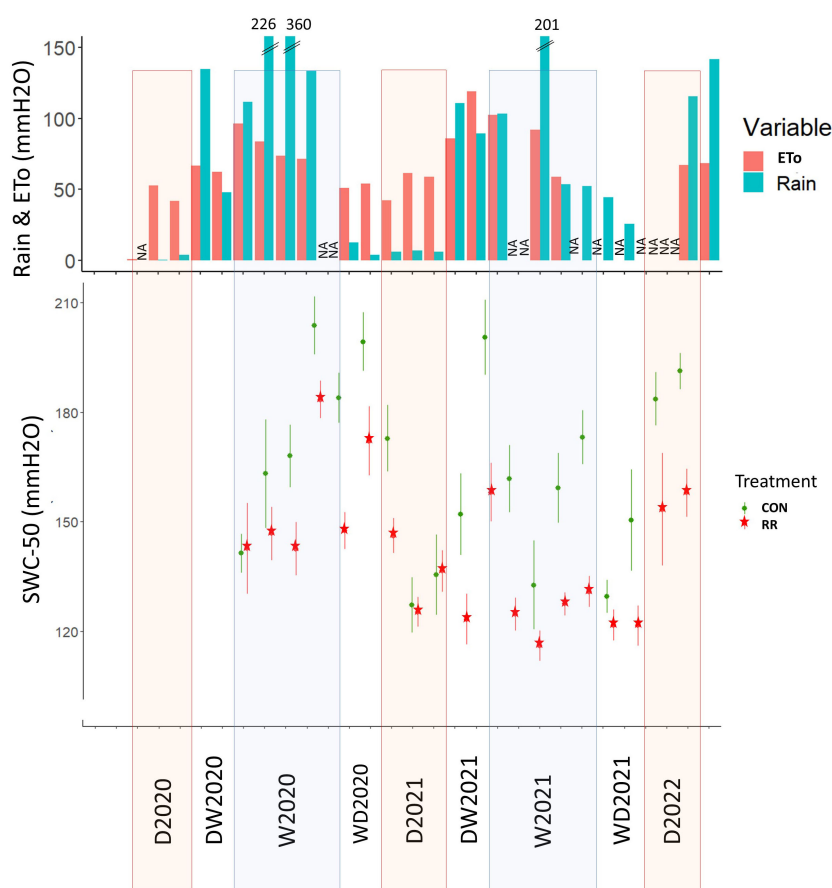 226 360 201
Rain & ETo (mmH2O)
150
100
50
0
NA
NA
NA
NA
NA
NA
NA
NA
NA
NA
NA
NA
Variable
ETo
Rain
SWC-50 (mmH2O)
210
180
150
120
Treatment
CON
RR
D2020
DW2020
W2020
WD2020
D2021
DW2021
W2021
WD2021
D2022